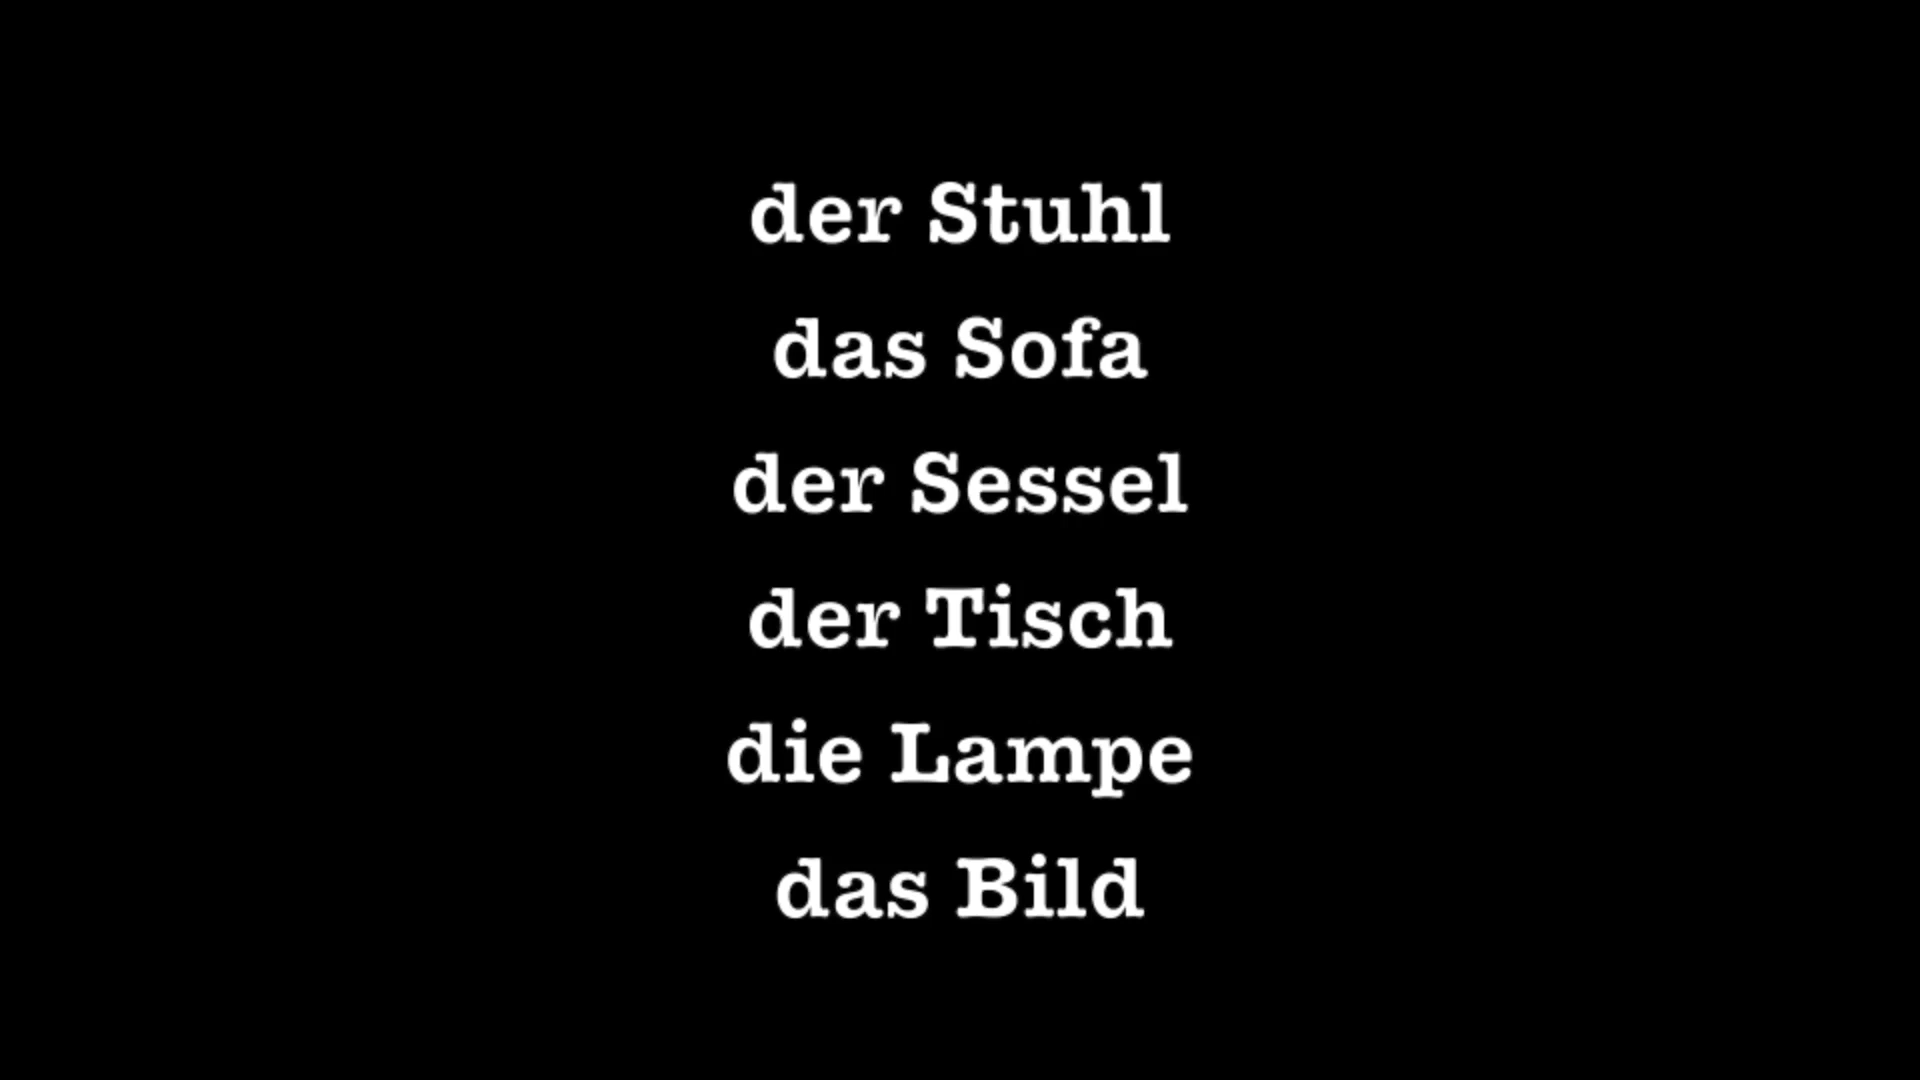 der Stuhl
das Sofa
der Sessel
der Tisch
die Lampe
das Bild